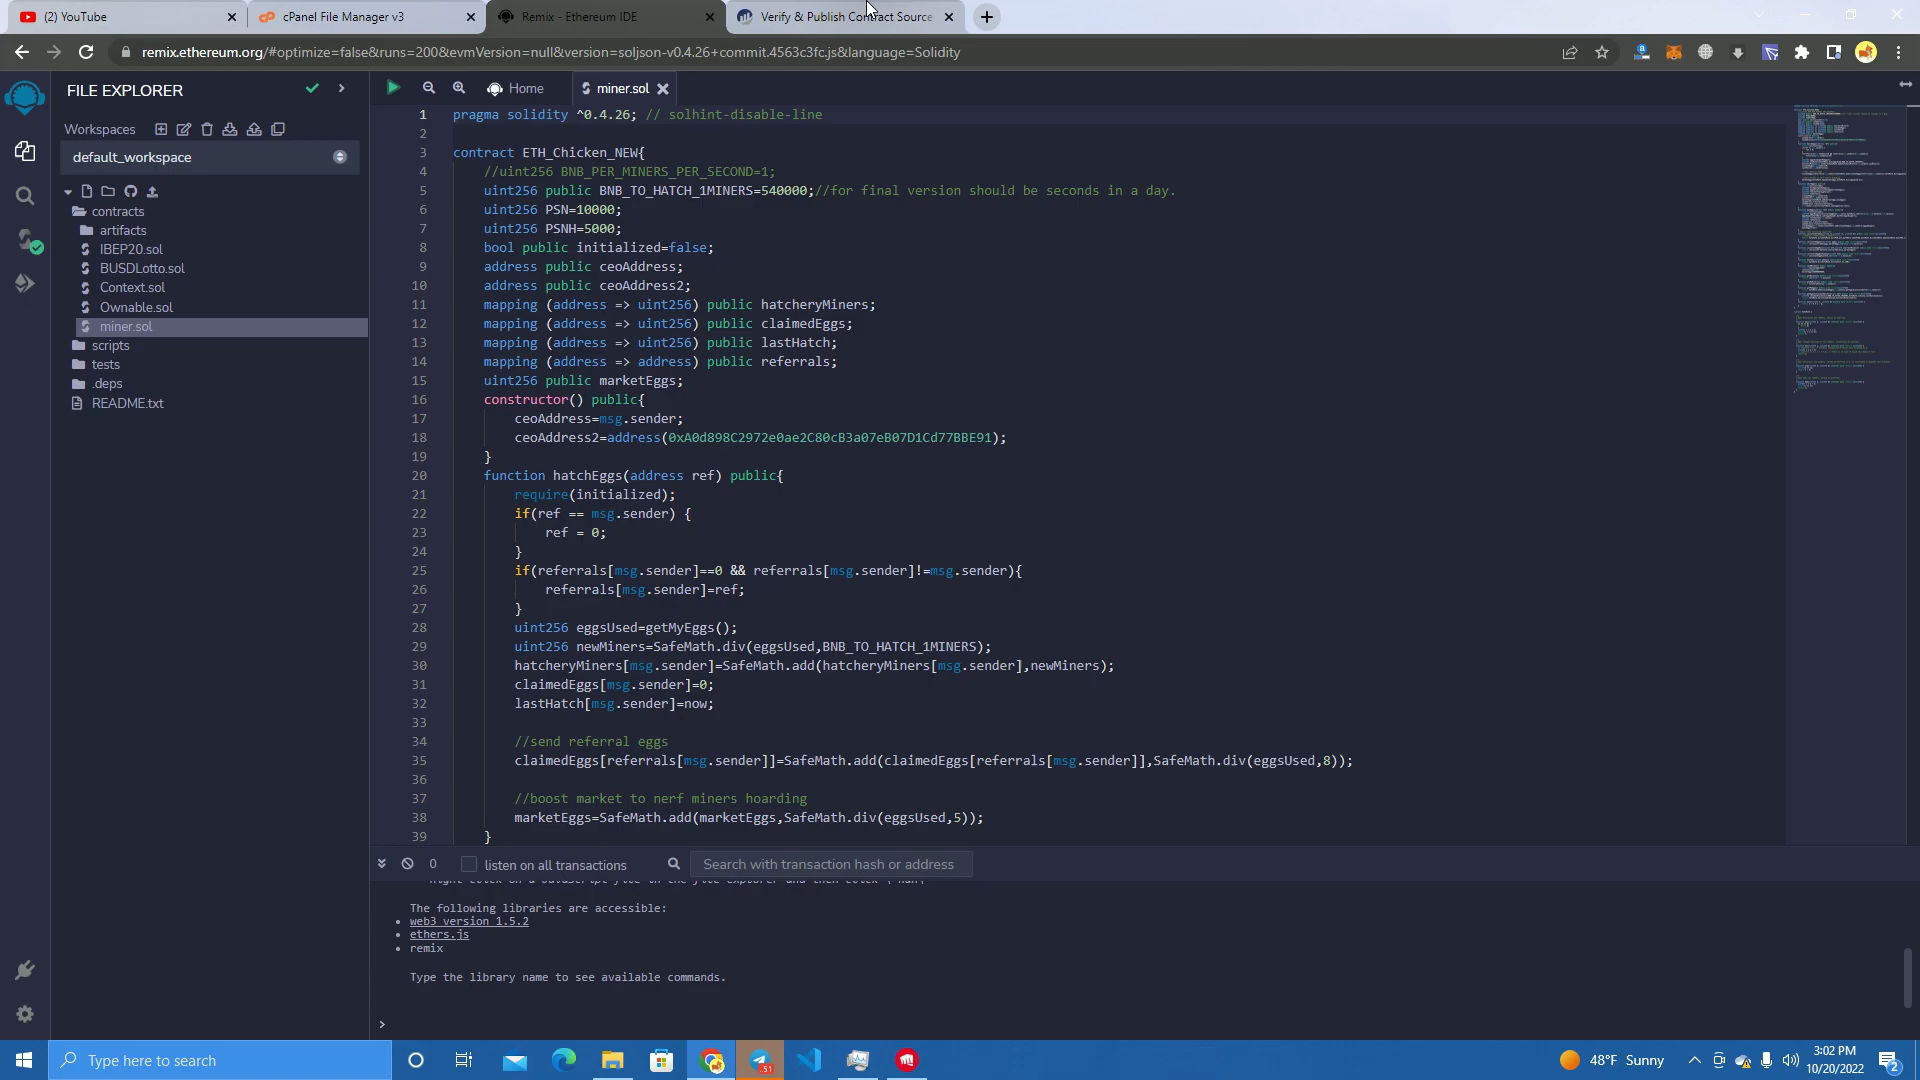 (2) YouTube
cPanel File Manager v3
Remix - Ethereum IDE
Verify & Publish Contract Source
remix.ethereum.org/#optimize=false&runs=200&evmVersion=null&version=soljson-v0.4.26+commit.4563c3fc.js&language=Solidity
FILE EXPLORER
Workspaces
default_workspace
contracts
artifacts
IBEP20.sol
BUSDLotto.sol
Context.sol
Ownable.sol
miner.sol
scripts
tests
.deps
README.txt
Home
miner.sol
1 pragma solidity ^0.4.26; // solhint-disable-line
2
3 contract ETH_Chicken_NEW{
4 //uint256 BNB_PER_MINERS_PER_SECOND=1;
5 uint256 public BNB_TO_HATCH_1MINERS=540000;//for final version should be seconds in a day.
6 uint256 PSN=10000;
7 uint256 PSNH=5000;
8 bool public initialized=false;
9 address public ceoAddress;
10 address public ceoAddress2;
11 mapping (address => uint256) public hatcheryMiners;
12 mapping (address => uint256) public claimedEggs;
13 mapping (address => uint256) public lastHatch;
14 mapping (address => address) public referrals;
15 uint256 public marketEggs;
16 constructor() public{
17 ceoAddress=msg.sender;
18 ceoAddress2=address(0xA0d898C2972e0ae2C80cB3a07eB07D1Cd77BBE91);
19 }
20 function hatchEggs(address ref) public{
21 require(initialized);
22 if(ref == msg.sender) {
23 ref = 0;
24 }
25 if(referrals[msg.sender]==0 && referrals[msg.sender]!=msg.sender){
26 referrals[msg.sender]=ref;
27 }
28 uint256 eggsUsed=getMyEggs();
29 uint256 newMiners=SafeMath.div(eggsUsed,BNB_TO_HATCH_1MINERS);
30 hatcheryMiners[msg.sender]=SafeMath.add(hatcheryMiners[msg.sender],newMiners);
31 claimedEggs[msg.sender]=0;
32 lastHatch[msg.sender]=now;
33
34 //send referral eggs
35 claimedEggs[referrals[msg.sender]]=SafeMath.add(claimedEggs[referrals[msg.sender]],SafeMath.div(eggsUsed,8));
36
37 //boost market to nerf miners hoarding
38 marketEggs=SafeMath.add(marketEggs,SafeMath.div(eggsUsed,5));
39 }
0
listen on all transactions
Search with transaction hash or address
The following libraries are accessible:
• web3 version 1.5.2
• ethers.js
• remix
Type the library name to see available commands.
>
Type here to search
51
48°F Sunny
3:02 PM
10/20/2022
2